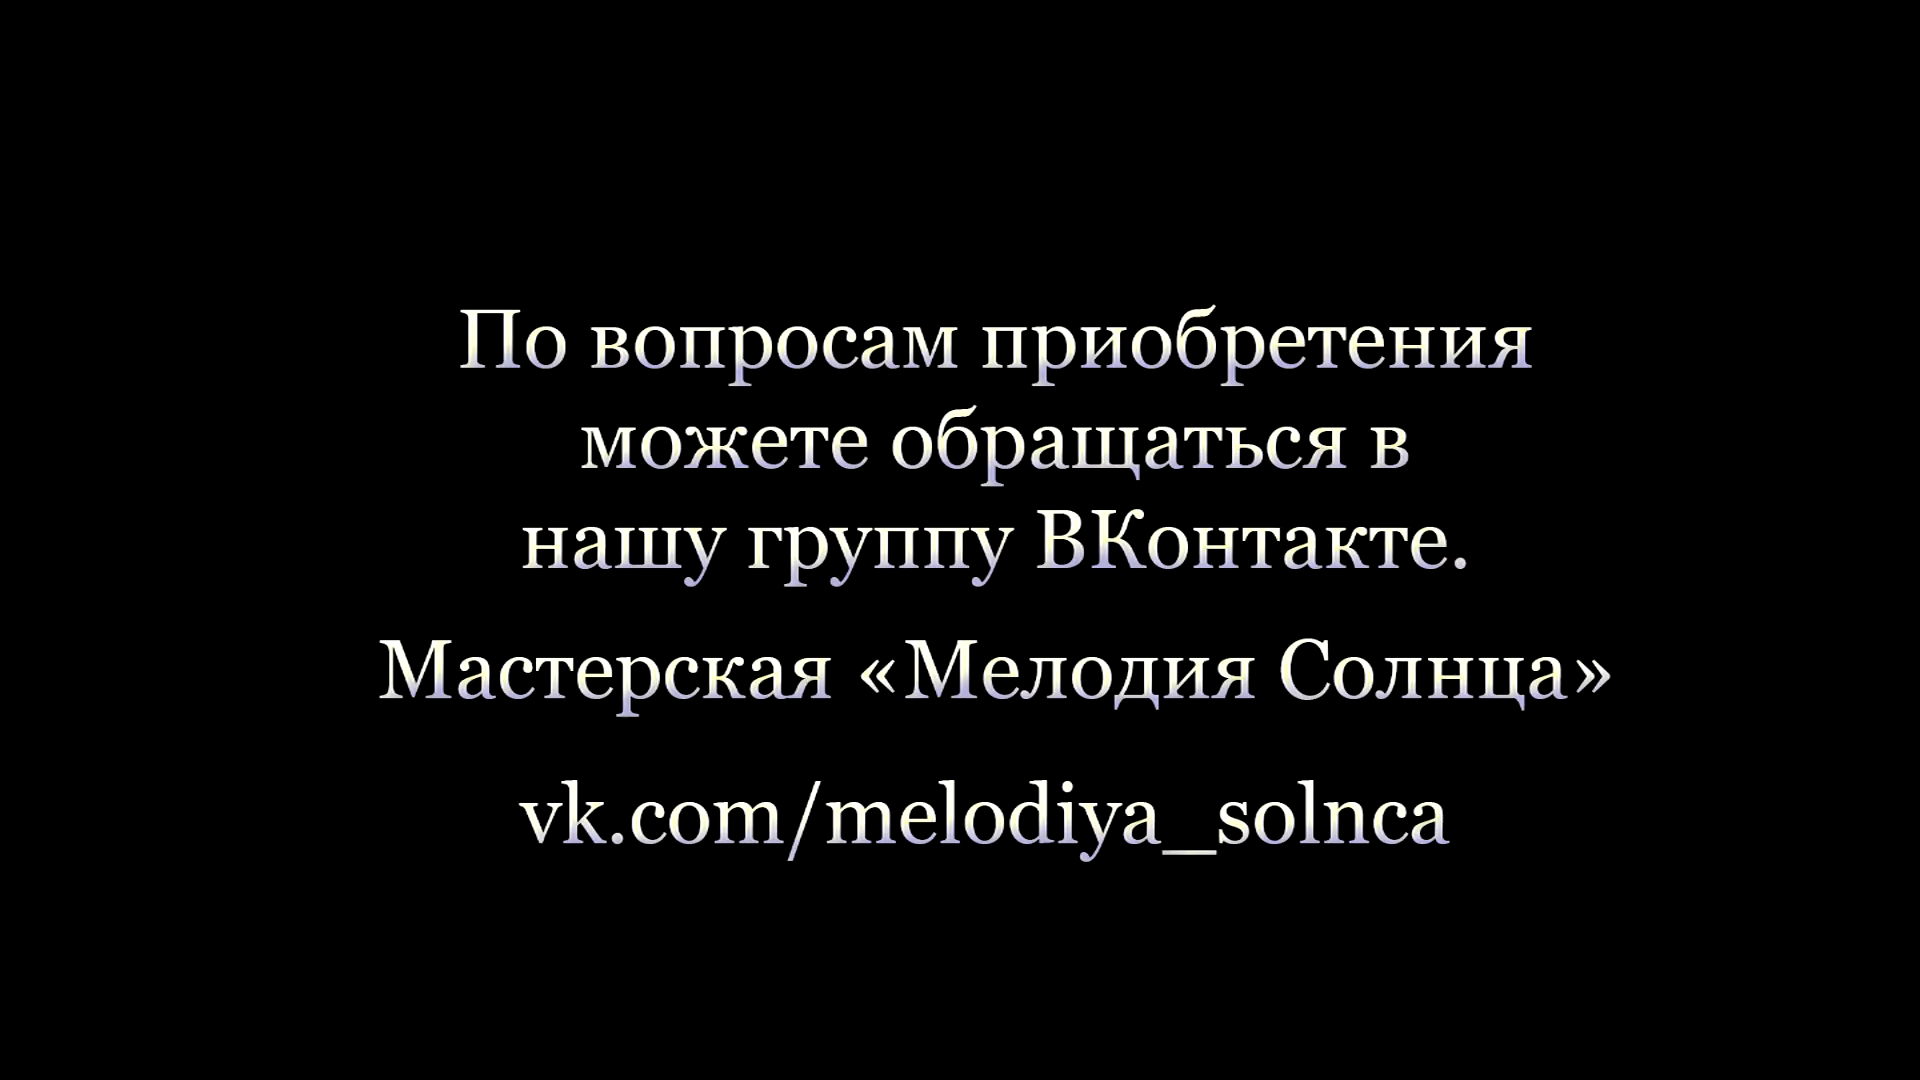 По вопросам приобретения
можете обращаться в
нашу группу ВКонтакте.
Мастерская «Мелодия Солнца»
vk.com/melodiya_solnca